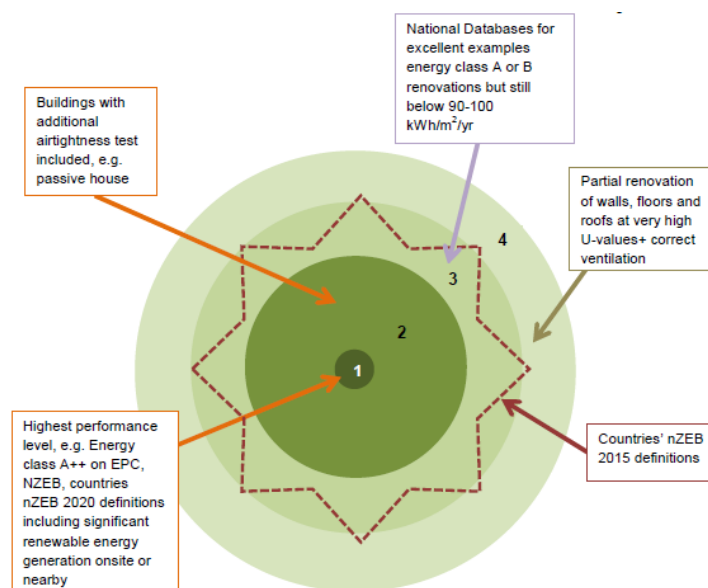 National Databases for
excellent examples
energy class A or B
renovations but still
below 90-100
kWh/m²/yr
Buildings with
additional
airtightness test
included, e.g.
passive house
Partial renovation
of walls, floors and
roofs at very high
U-values+ correct
ventilation
4
3
2
1
Highest performance
level, e.g. Energy
class A++ on EPC,
NZEB, countries
nZEB 2020 definitions
including significant
renewable energy
generation onsite or
nearby
Countries' nZEB
2015 definitions